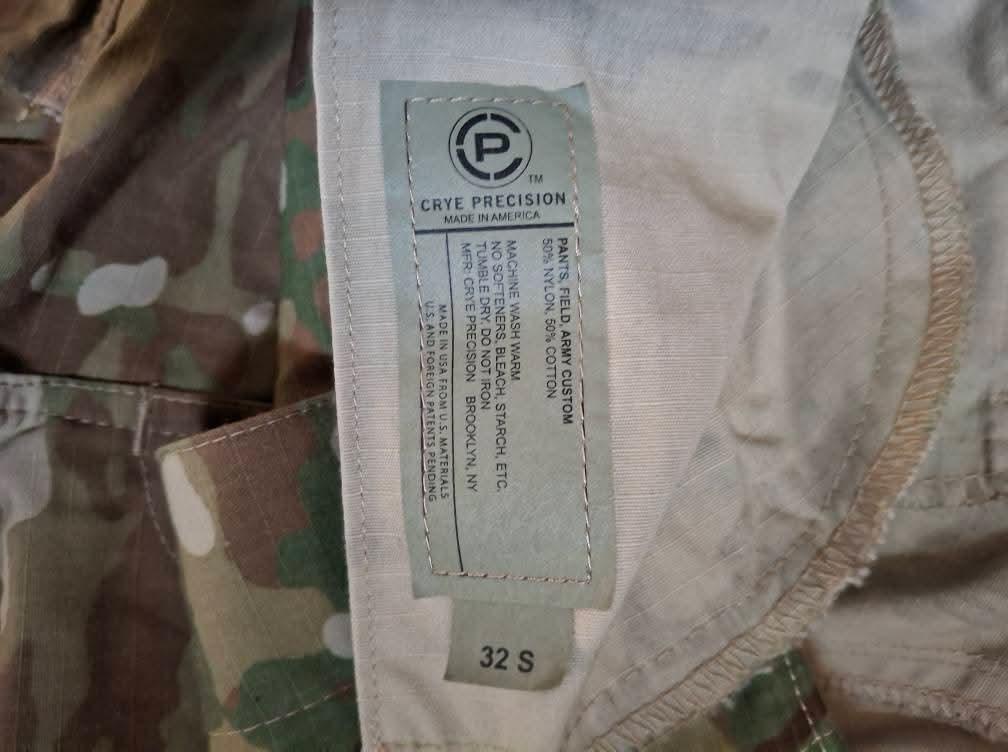 P
TM
CRYE PRECISION
MADE IN AMERICA
PANTS, FIELD, ARMY CUSTOM
50% NYLON, 50% COTTON
MACHINE WASH WARM
NO SOFTENERS, BLEACH, STARCH, ETC.
TUMBLE DRY, DO NOT IRON
MFR: CRYE PRECISION BROOKLYN, NY
MADE IN USA FROM U.S. MATERIALS
U.S. AND FOREIGN PATENTS PENDING
32 S